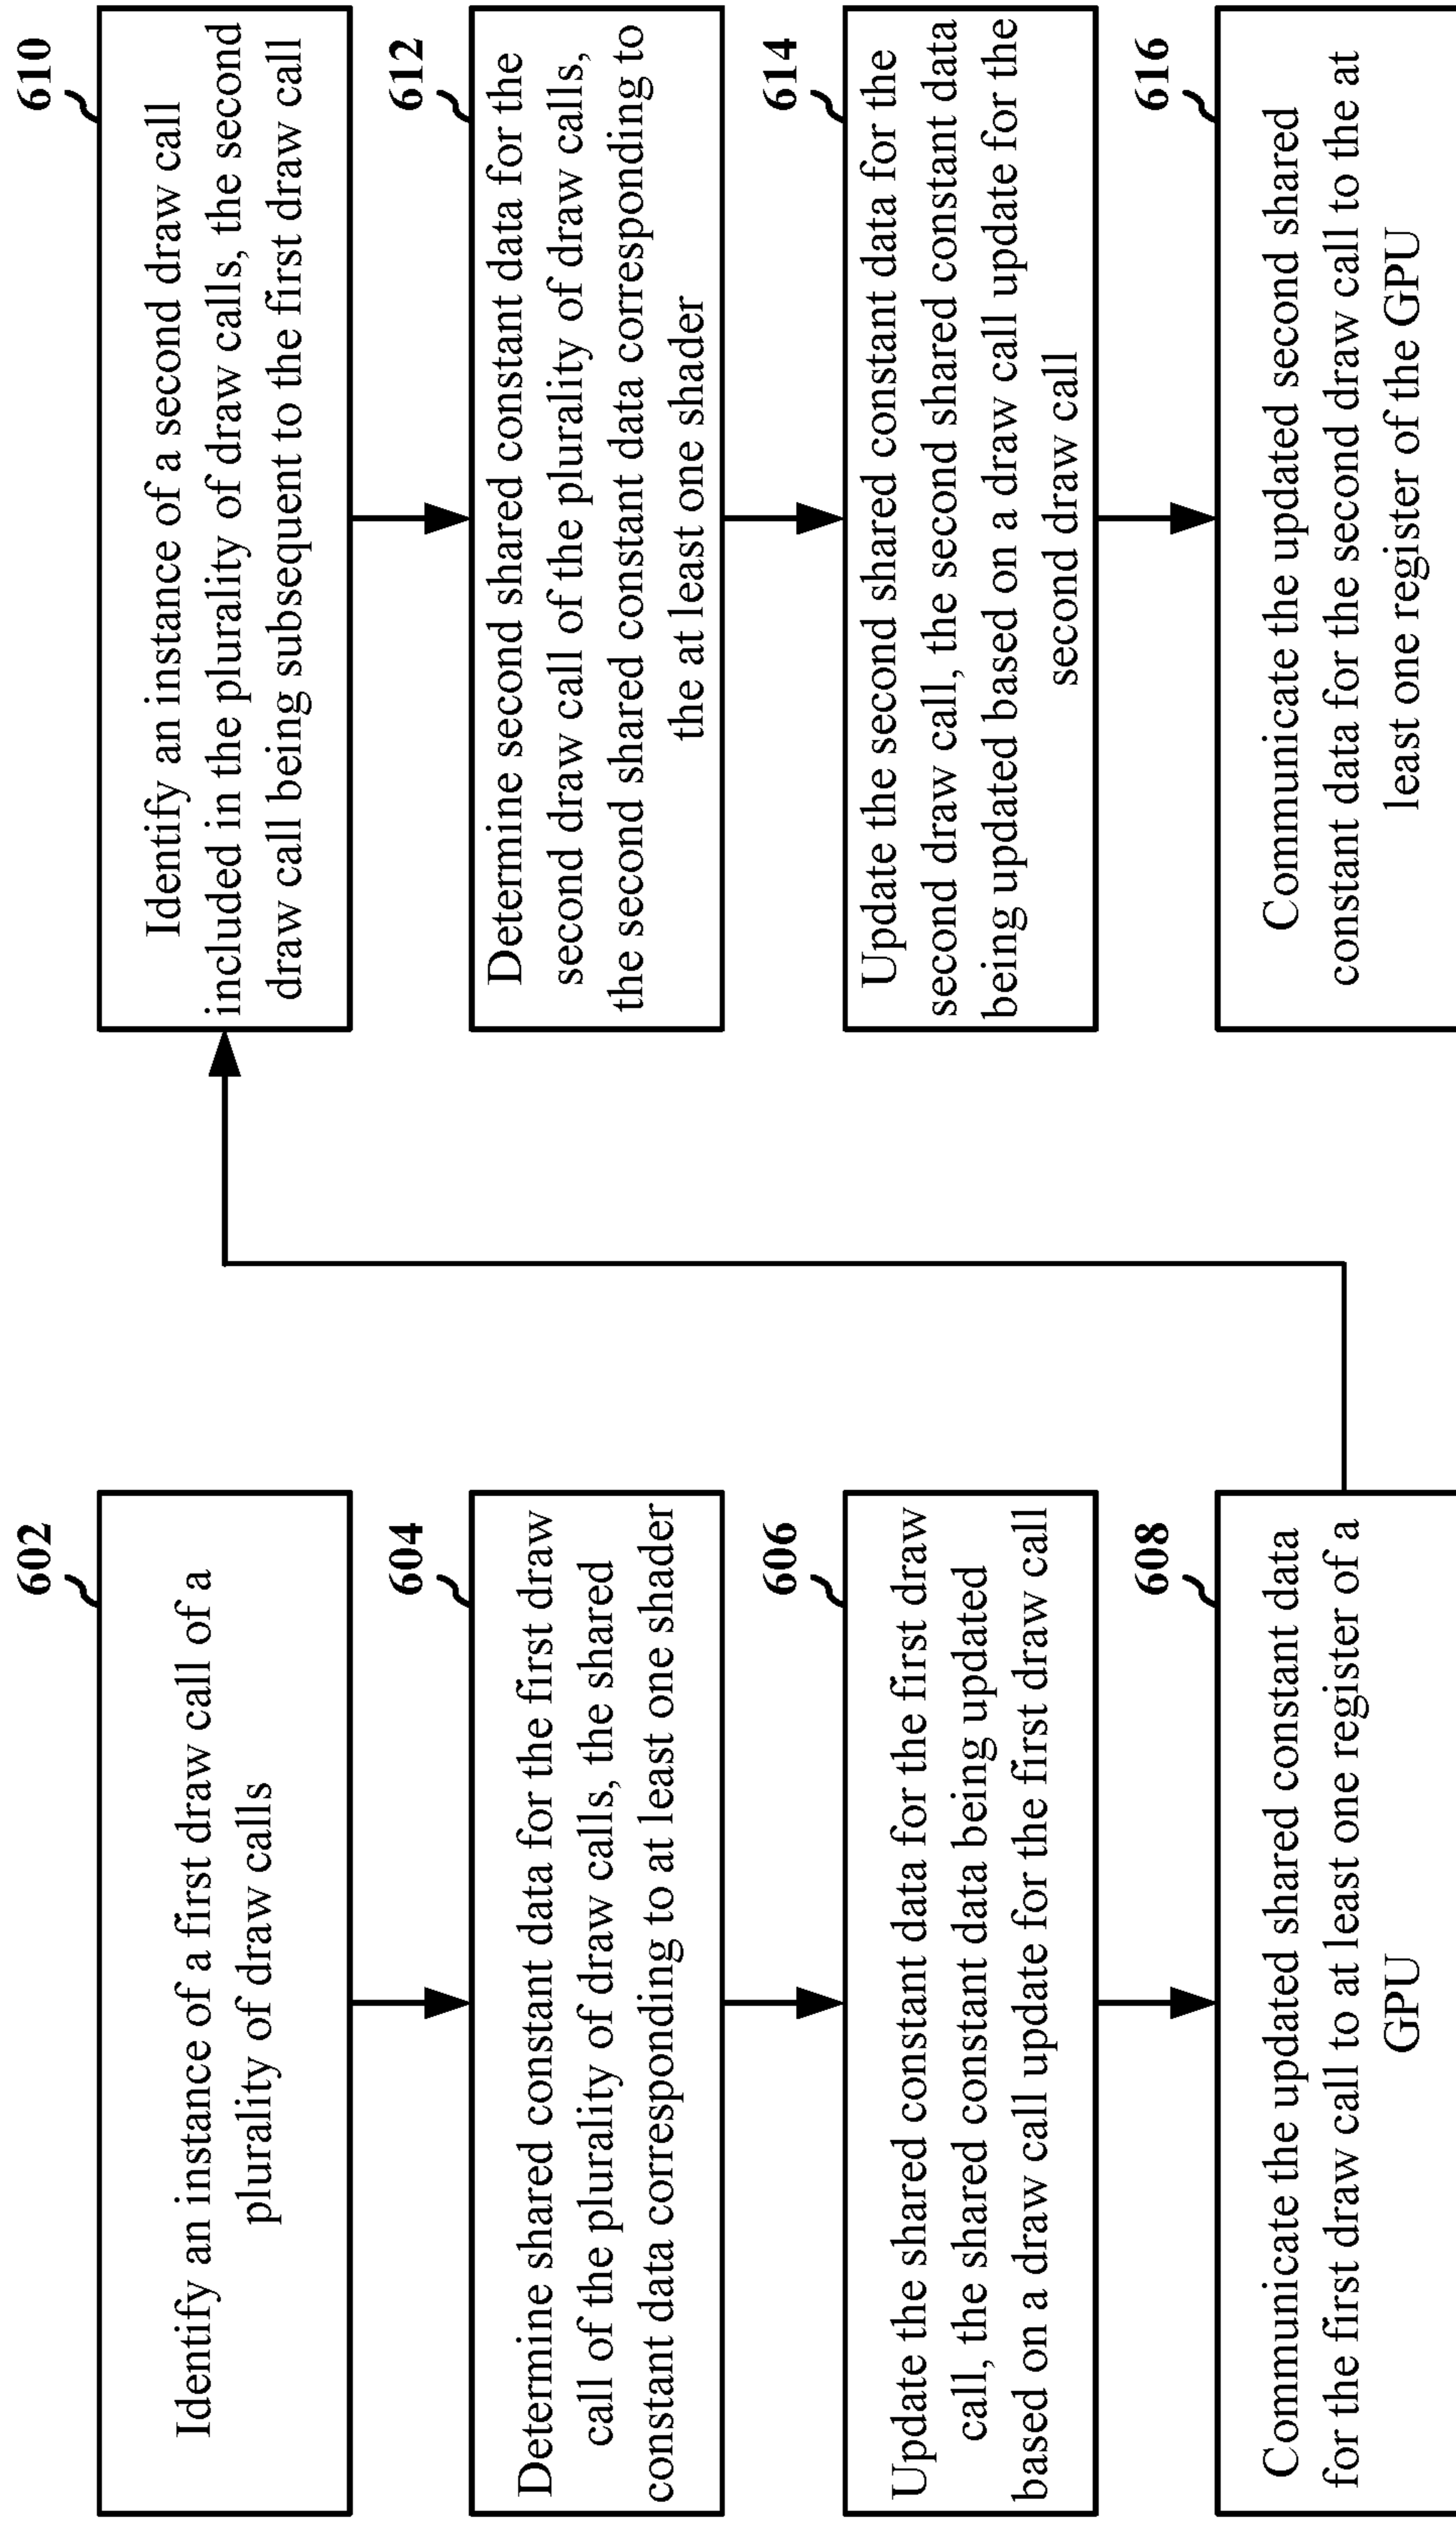 602
Identify an instance of a first draw call of a
plurality of draw calls
604
Determine shared constant data for the first draw
call of the plurality of draw calls, the shared
constant data corresponding to at least one shader
606
Update the shared constant data for the first draw
call, the shared constant data being updated
based on a draw call update for the first draw call
608
Communicate the updated shared constant data
for the first draw call to at least one register of a
GPU
610
Identify an instance of a second draw call
included in the plurality of draw calls, the second
draw call being subsequent to the first draw call
612
Determine second shared constant data for the
second draw call of the plurality of draw calls,
the second shared constant data corresponding to
the at least one shader
614
Update the second shared constant data for the
second draw call, the second shared constant data
being updated based on a draw call update for the
second draw call
616
Communicate the updated second shared
constant data for the second draw call to the at
least one register of the GPU